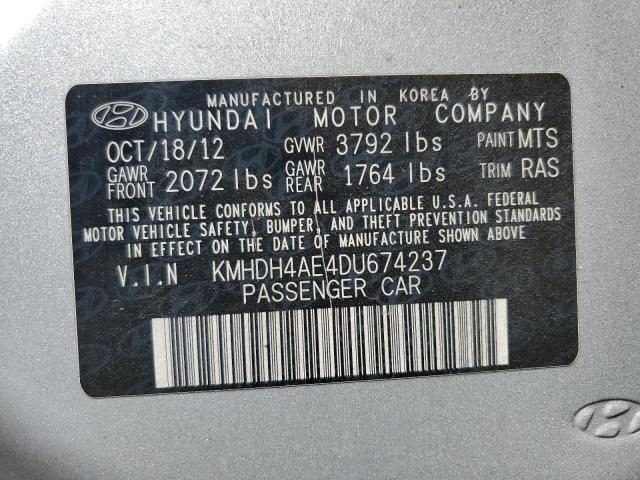 MANUFACTURED IN KOREA BY
HYUNDAI MOTOR COMPANY
OCT/18/12 GVWR 3792 lbs PAINT MTS
GAWR FRONT 2072 lbs GAWR REAR 1764 lbs TRIM RAS
THIS VEHICLE CONFORMS TO ALL APPLICABLE U.S.A. FEDERAL
MOTOR VEHICLE SAFETY, BUMPER, AND THEFT PREVENTION STANDARDS
IN EFFECT ON THE DATE OF MANUFACTURE SHOWN ABOVE
V.I.N KMHDH4AE4DU674237
PASSENGER CAR